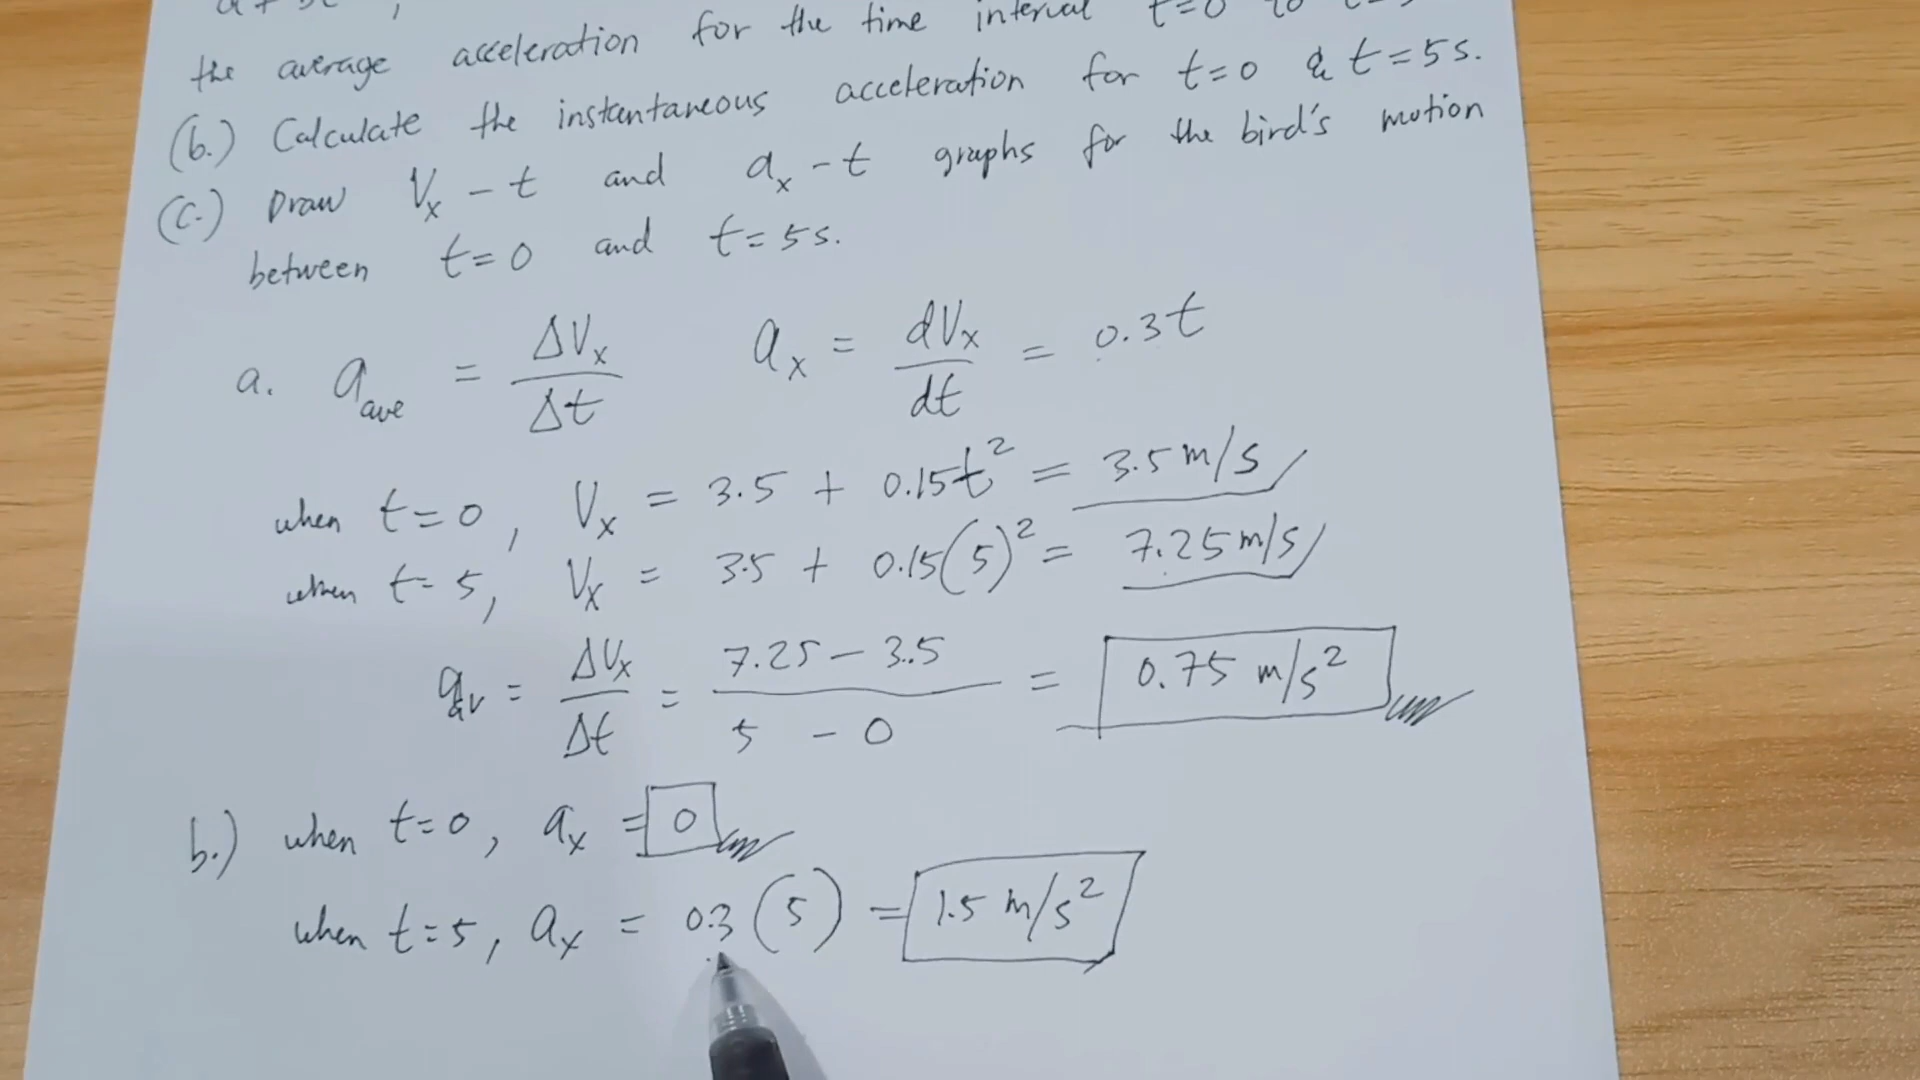 the average acceleration for the time interval t=0 to
(b.) Calculate the instantaneous acceleration for t=0 & t=5s.
(c.) Draw Vx - t and ax - t graphs for the bird's motion
between t=0 and t=5s.
a. a ave = ΔVx/Δt ax = dVx/dt = 0.3t
when t=0, Vx = 3.5 + 0.15t² = 3.5 m/s
when t=5, Vx = 3.5 + 0.15(5)² = 7.25 m/s
aav = ΔVx/Δt = 7.25 - 3.5 / 5 - 0 = 0.75 m/s²
b.) when t=0, ax = 0
when t=5, ax = 0.3(5) = 1.5 m/s²